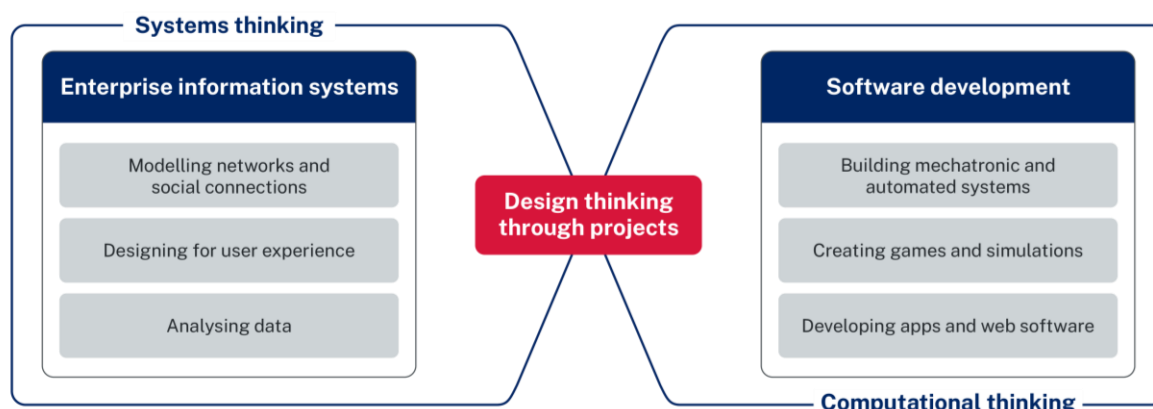 Systems thinking
Enterprise information systems
Modelling networks and
social connections
Designing for user experience
Analysing data
Design thinking
through projects
Software development
Building mechatronic and
automated systems
Creating games and simulations
Developing apps and web software
Computational thinking